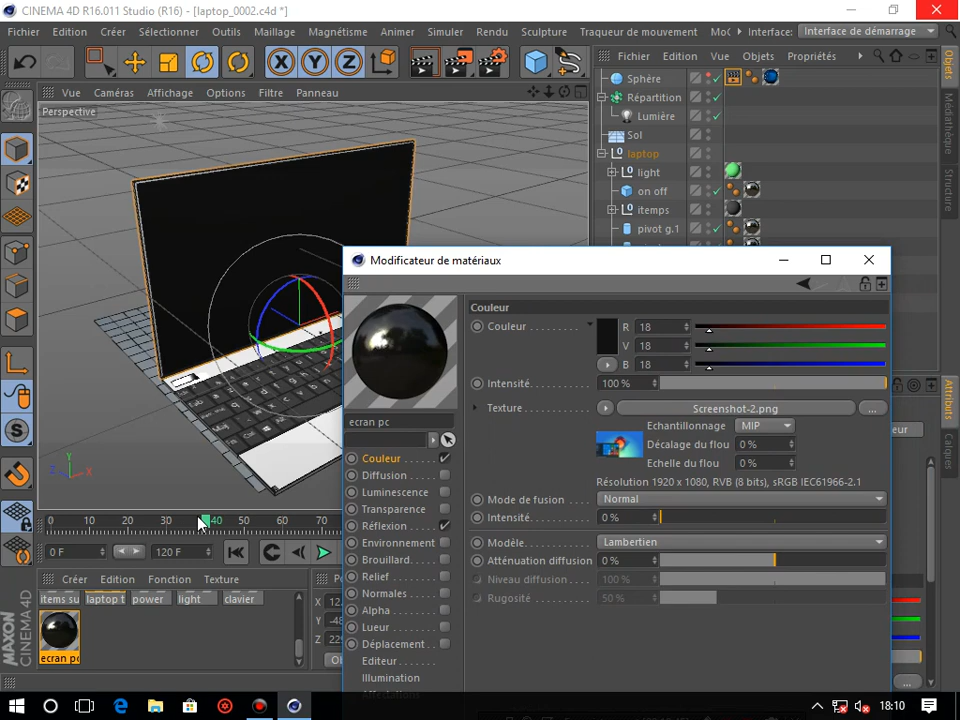 CINEMA 4D R16.011 Studio (R16) - [laptop_0002.c4d *]
Fichier Edition Créer Sélectionner Outils Maillage Magnétisme Animer Simuler Rendu Sculpture Traqueur de mouvement Interface: Interface de démarrage
X Y Z
Fichier Edition Vue Objets Propriétés
Vue Caméras Affichage Options Filtre Panneau
Perspective
Sphère
Répartition
Lumière
Sol
laptop
light
on off
itemps
pivot g.1
Objets
Médiathèque
Structure
Attributs
Calques
Modificateur de matériaux
ecran pc
Couleur
Diffusion
Luminescence
Transparence
Réflexion
Environnement
Brouillard.
Relief
Normales
Alpha
Lueur
Déplacement
Editeur
Illumination
Couleur
Couleur R 18
V 18
B 18
Intensité 100 %
Texture Screenshot-2.png ...
Echantillonnage MIP
Décalage du flou 0 %
Echelle du flou 0 %
Résolution 1920 x 1080, RVB (8 bits), sRGB IEC61966-2.1
Mode de fusion Normal
Intensité 0 %
Modèle Lambertien
Atténuation diffusion 0 %
Niveau diffusion 100 %
Rugosité 50 %
0 10 20 30 40 50 60 70
0 F 120 F
Créer Edition Fonction Texture
items su laptop t power light clavier
ecran pc
X
Y
Z
MAXON
CINEMA 4D
18:10